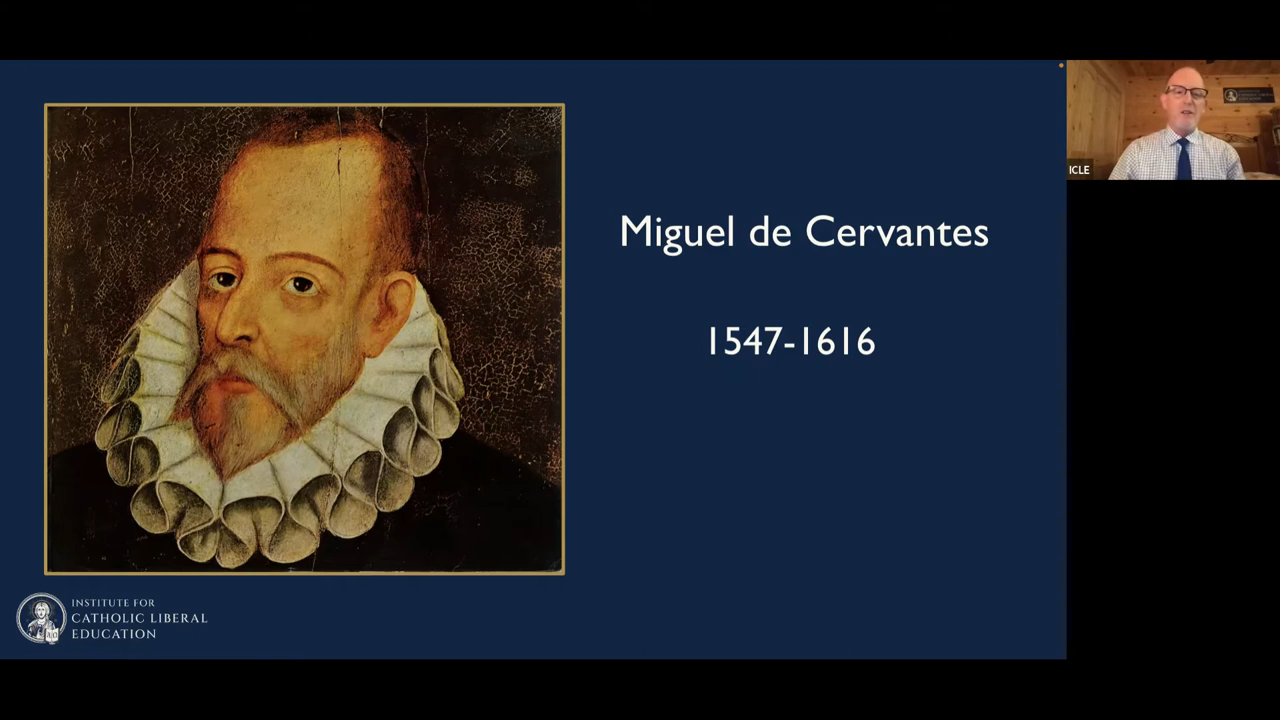 Miguel de Cervantes
1547-1616
INSTITUTE FOR
CATHOLIC LIBERAL
EDUCATION
ICLE